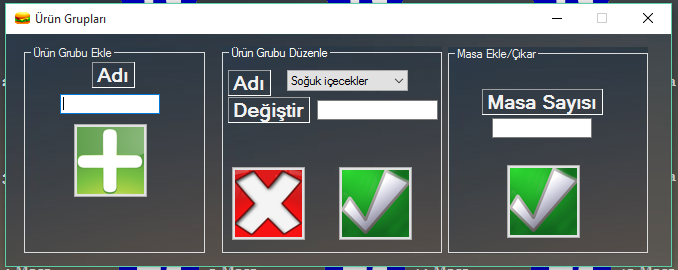 Ürün Grupları
Ürün Grubu Ekle
Adı
Ürün Grubu Düzenle
Adı
Soğuk içecekler
Değiştir
Masa Ekle/Çıkar
Masa Sayısı